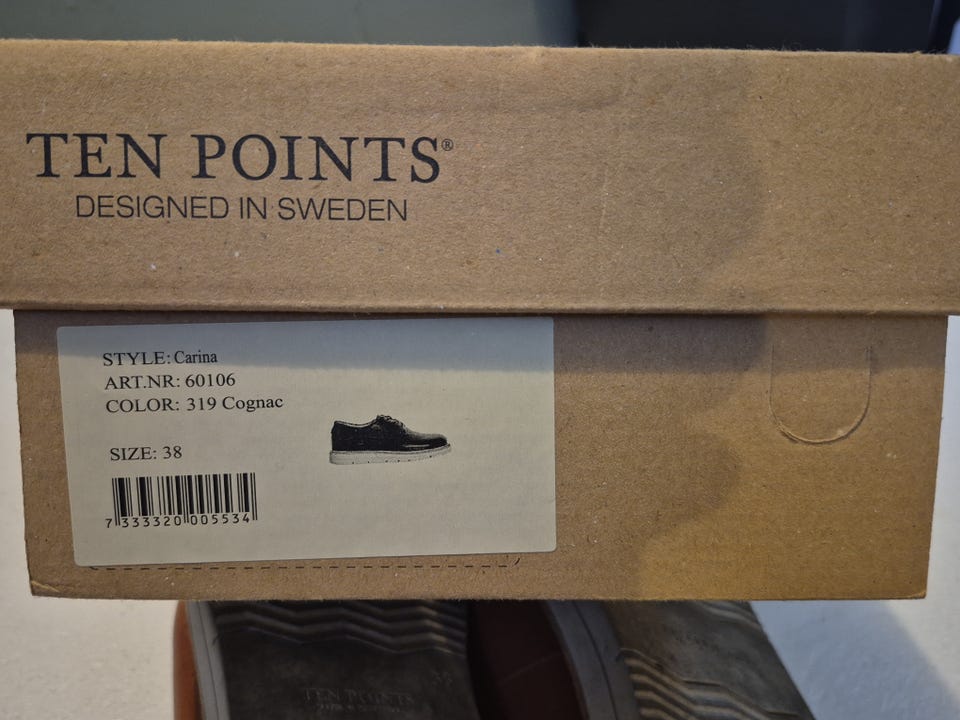 TEN POINTS®
DESIGNED IN SWEDEN
STYLE: Carina
ART.NR: 60106
COLOR: 319 Cognac
SIZE: 38
7 333320 005534
TEN POINTS